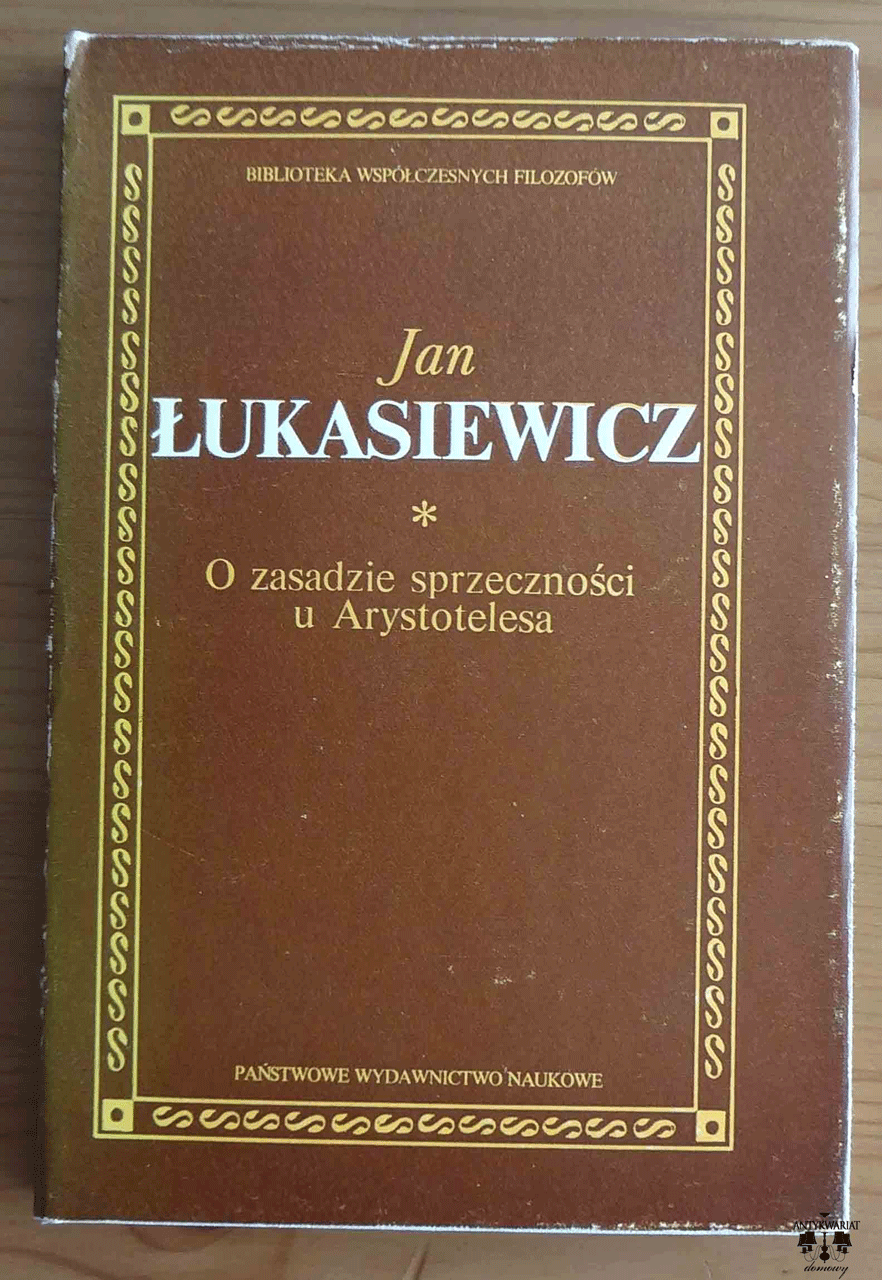 BIBLIOTEKA WSPÓŁCZESNYCH FILOZOFÓW
Jan
ŁUKASIEWICZ
*
O zasadzie sprzeczności
u Arystotelesa
PAŃSTWOWE WYDAWNICTWO NAUKOWE
ANTYKWARIAT
domowy